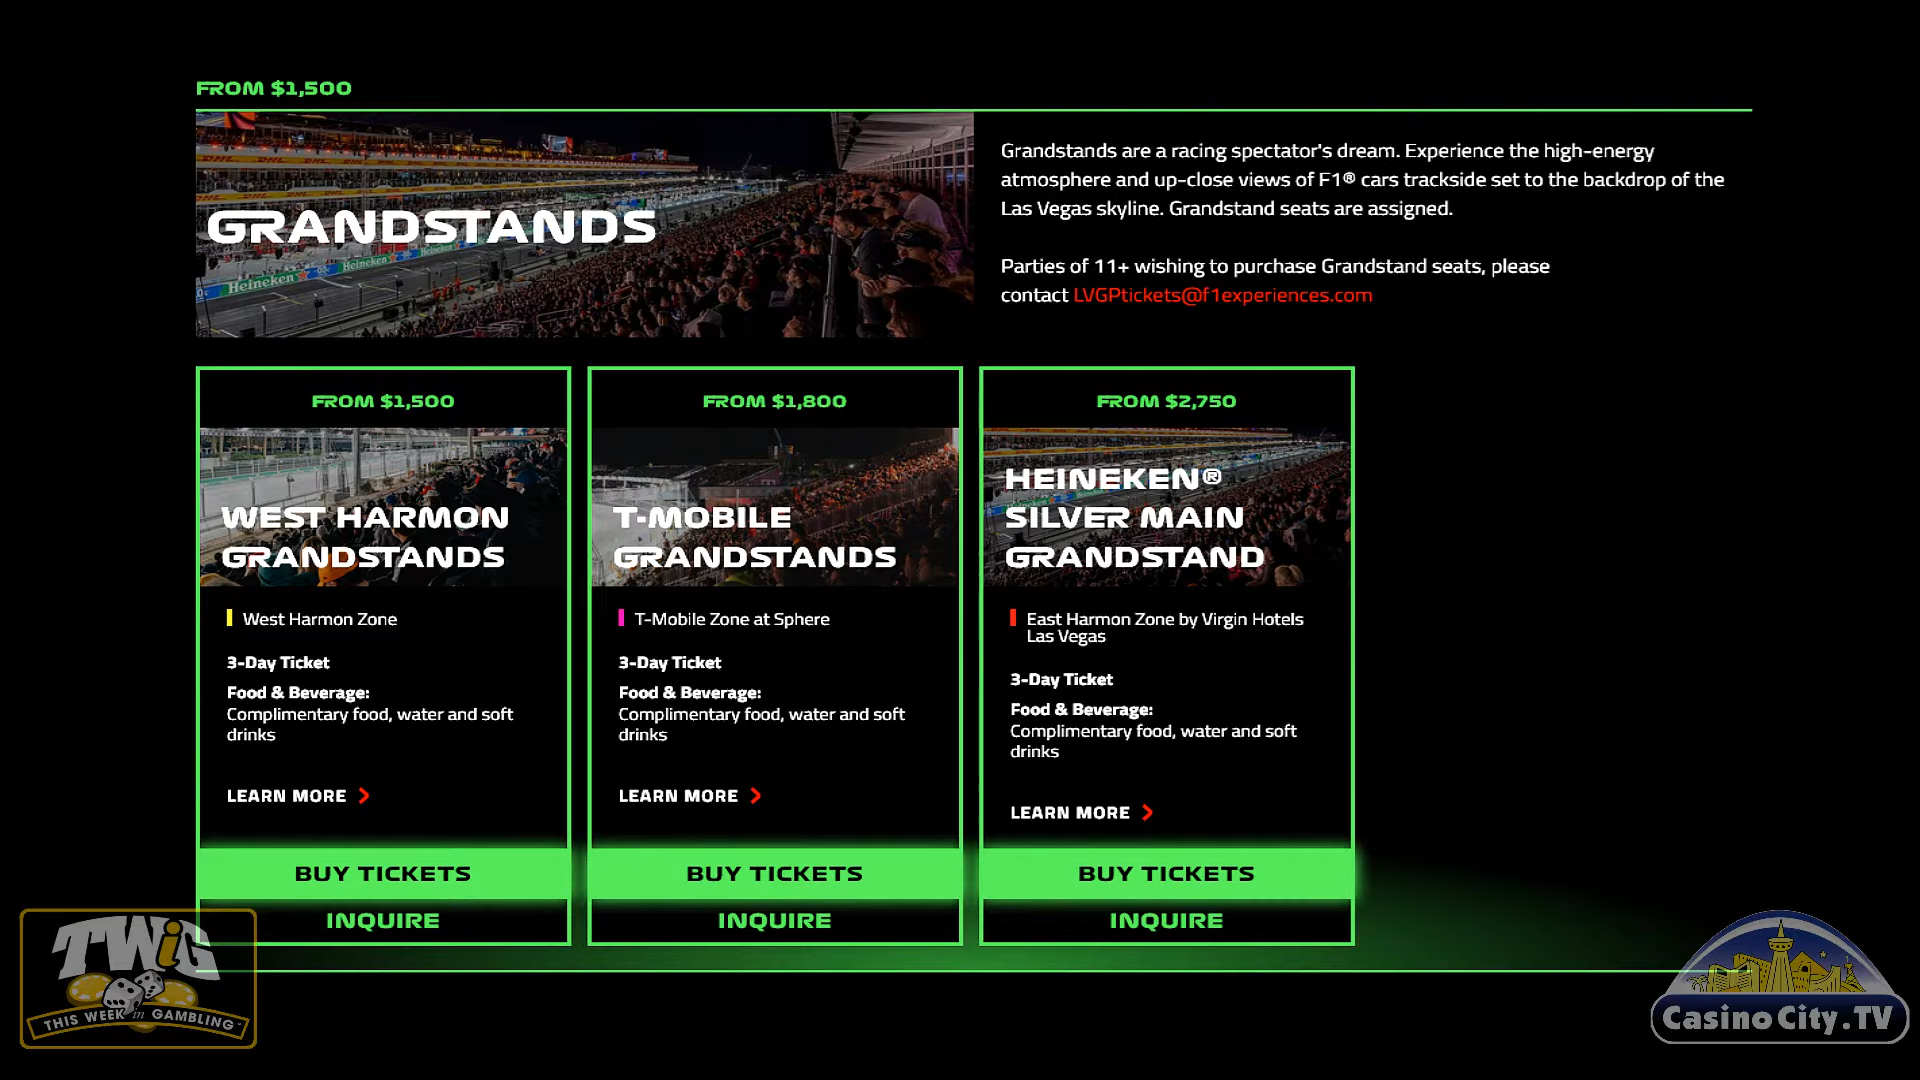 FROM $1,500
DHL DHL DHL
GRANDSTANDS
Heineken Heineken
Grandstands are a racing spectator's dream. Experience the high-energy
atmosphere and up-close views of F1® cars trackside set to the backdrop of the
Las Vegas skyline. Grandstand seats are assigned.
Parties of 11+ wishing to purchase Grandstand seats, please
contact LVGPtickets@f1experiences.com
FROM $1,500
WEST HARMON
GRANDSTANDS
West Harmon Zone
3-Day Ticket
Food & Beverage:
Complimentary food, water and soft
drinks
LEARN MORE
BUY TICKETS
INQUIRE
FROM $1,800
T-MOBILE
GRANDSTANDS
T-Mobile Zone at Sphere
3-Day Ticket
Food & Beverage:
Complimentary food, water and soft
drinks
LEARN MORE
BUY TICKETS
INQUIRE
FROM $2,750
HEINEKEN®
SILVER MAIN
GRANDSTAND
East Harmon Zone by Virgin Hotels
Las Vegas
3-Day Ticket
Food & Beverage:
Complimentary food, water and soft
drinks
LEARN MORE
BUY TICKETS
INQUIRE
TWiG
THIS WEEK in GAMBLING
Casino City.TV